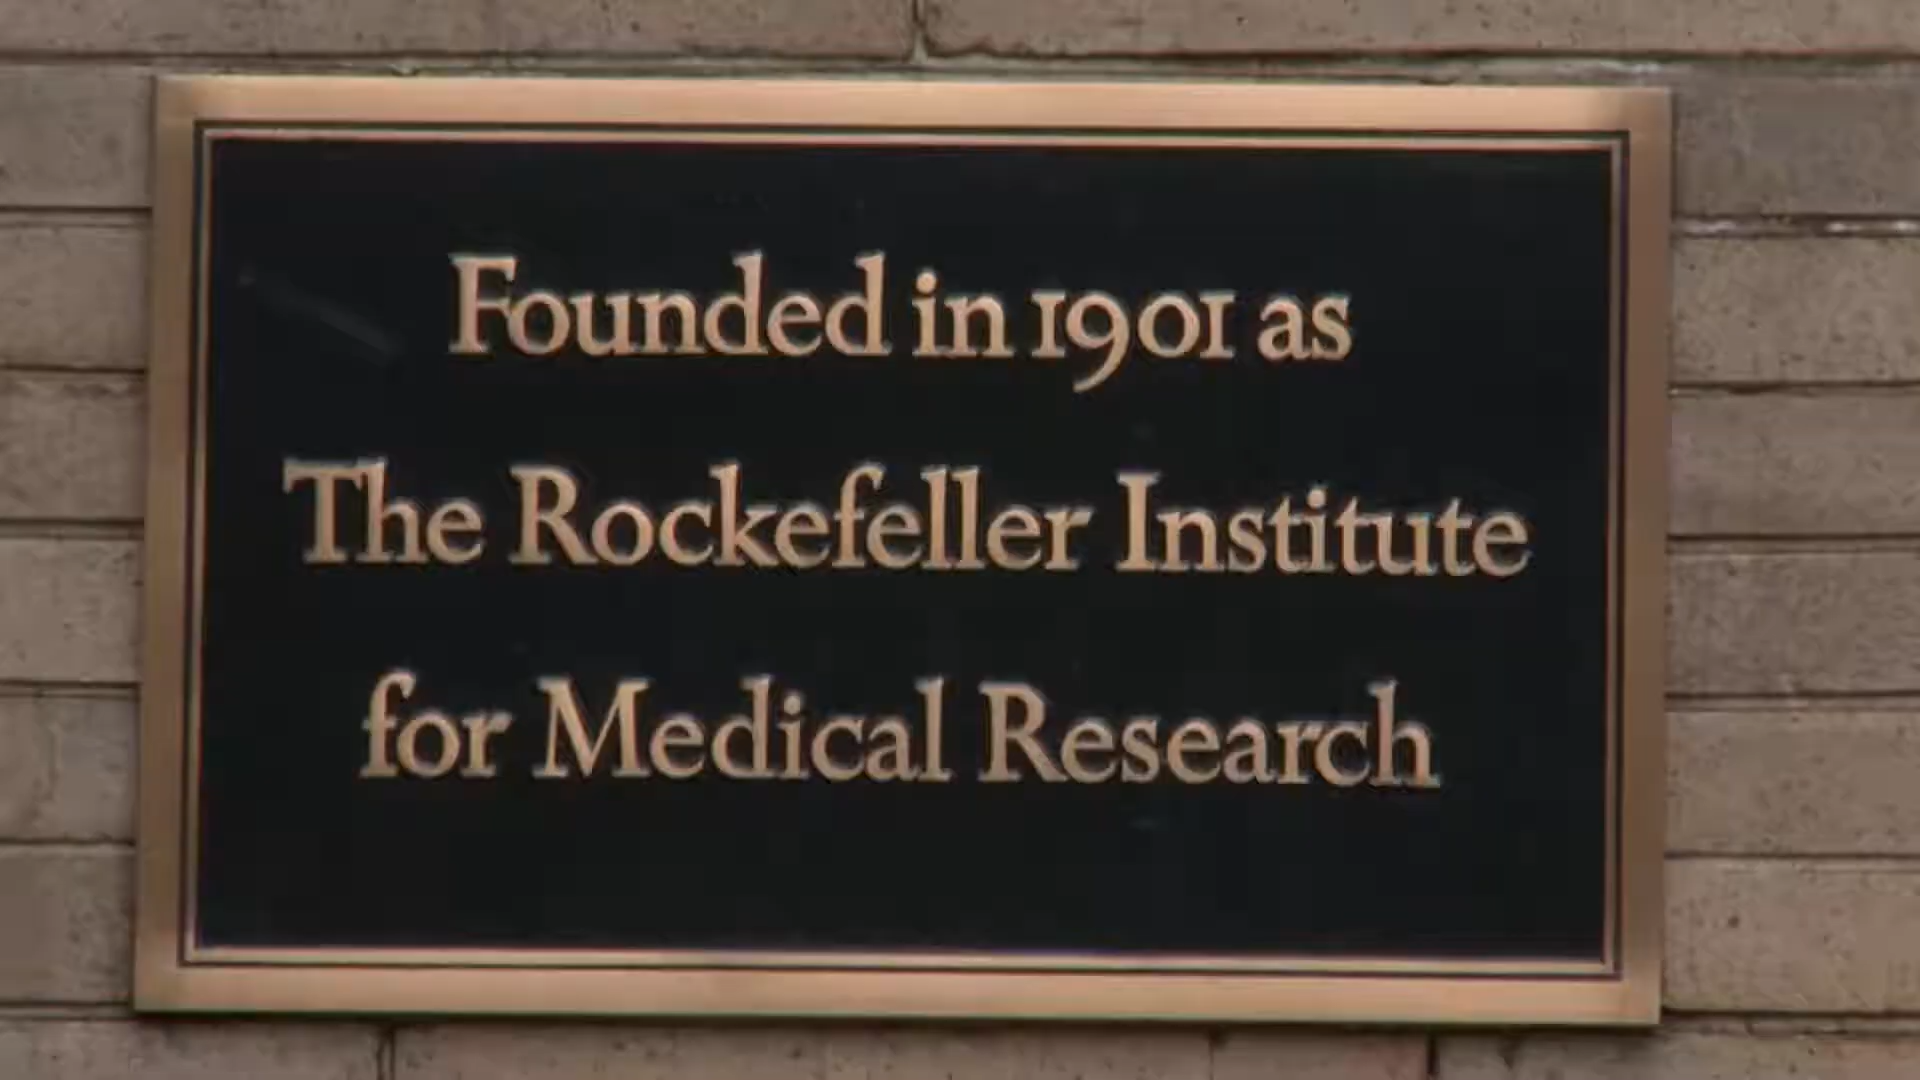 Founded in 1901 as
The Rockefeller Institute
for Medical Research